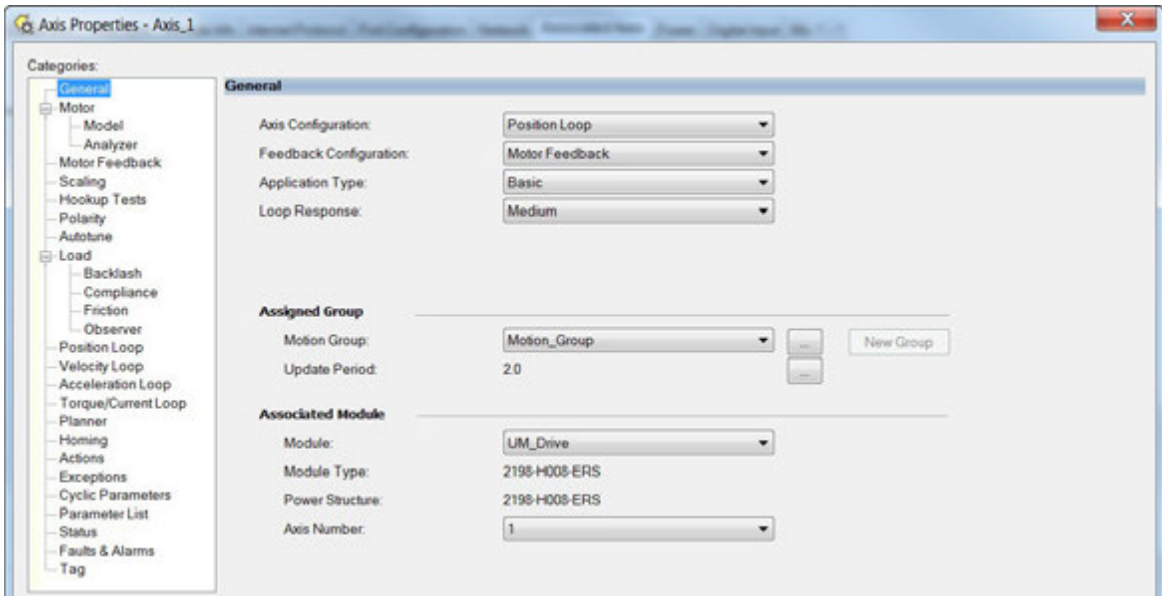 Axis Properties - Axis_1
X
Categories:
General
Motor
Model
Analyzer
Motor Feedback
Scaling
Hookup Tests
Polarity
Autotune
Load
Backlash
Compliance
Friction
Observer
Position Loop
Velocity Loop
Acceleration Loop
Torque/Current Loop
Planner
Homing
Actions
Exceptions
Cyclic Parameters
Parameter List
Status
Faults & Alarms
Tag
General
Axis Configuration: Position Loop
Feedback Configuration: Motor Feedback
Application Type: Basic
Loop Response: Medium
Assigned Group
Motion Group: Motion_Group ... New Group
Update Period: 2.0 ...
Associated Module
Module: UM_Drive
Module Type: 2198-H008-ERS
Power Structure: 2198-H008-ERS
Axis Number: 1